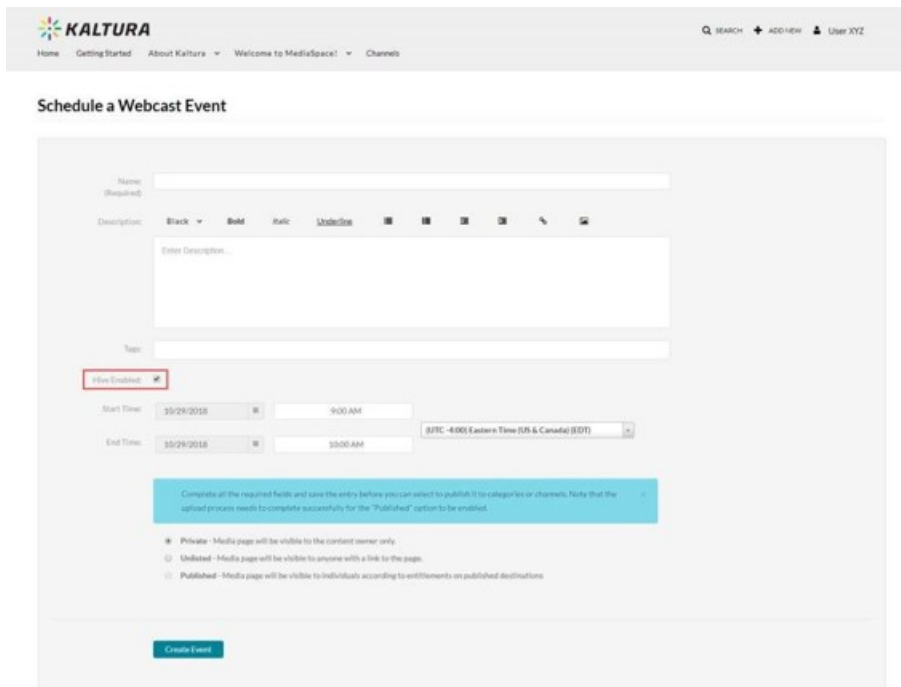 KALTURA
SEARCH ADD NEW User XYZ
Home Getting Started About Kaltura Welcome to MediaSpace! Channels
Schedule a Webcast Event
Name:
(Required)
Description: Black Bold Italic Underline
Enter Description...
Tags:
Hive Enabled:
Start Time: 10/29/2018 9:00 AM
(UTC -4:00) Eastern Time (US & Canada) (EDT)
End Time: 10/29/2018 10:00 AM
Complete all the required fields and save the entry before you can select to publish it to categories or channels. Note that the
upload process needs to complete successfully for the "Published" option to be enabled.
Private - Media page will be visible to the content owner only.
Unlisted - Media page will be visible to anyone with a link to the page.
Published - Media page will be visible to individuals according to entitlements on published destinations
Create Event